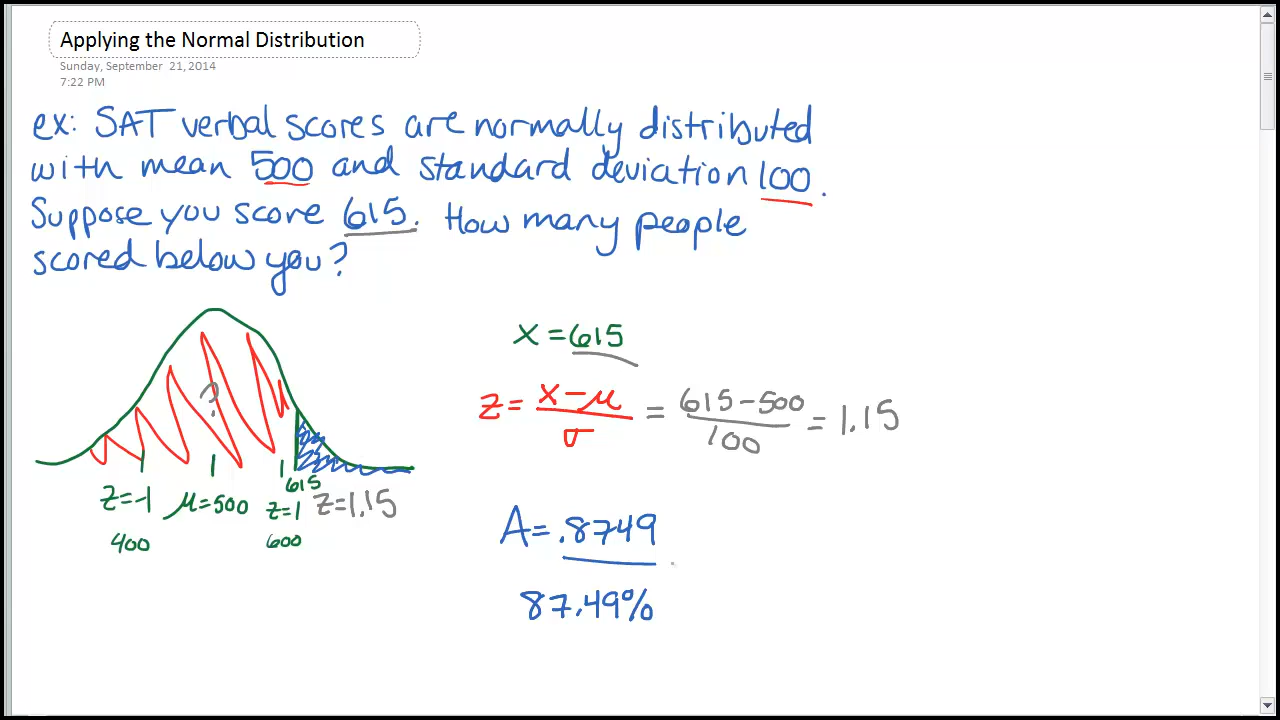 Applying the Normal Distribution
Sunday, September 21, 2014
7:22 PM
ex: SAT verbal scores are normally distributed
with mean 500 and standard deviation 100.
Suppose you score 615. How many people
scored below you?
x = 615
z = x - μ / σ = 615 - 500 / 100 = 1.15
?
615
z=-1 μ=500 z=1 z=1.15
400 600
A = .8749
87.49%